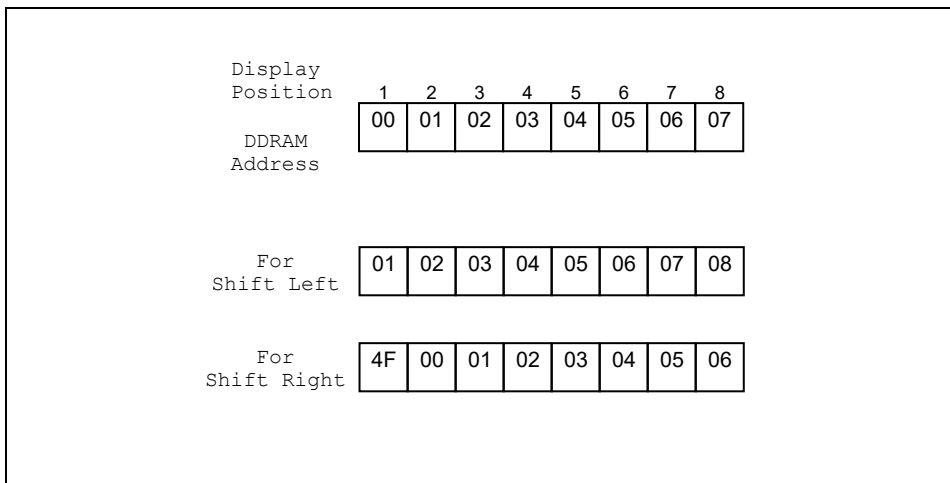 Display
Position
1 2 3 4 5 6 7 8
00 01 02 03 04 05 06 07
DDRAM
Address
For
Shift Left
01 02 03 04 05 06 07 08
For
Shift Right
4F 00 01 02 03 04 05 06